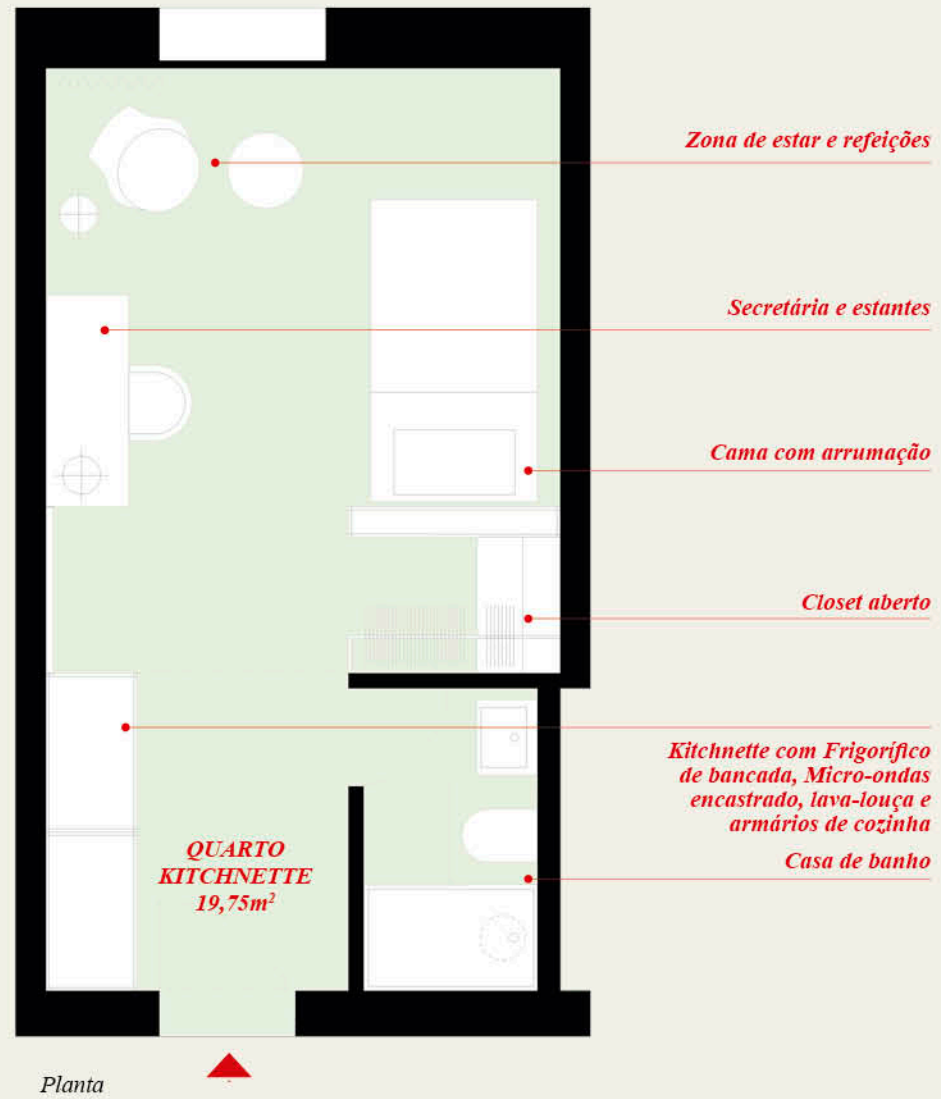 Zona de estar e refeições
Secretária e estantes
Cama com arrumação
Closet aberto
Kitchnette com Frigorífico
de bancada, Micro-ondas
encastrado, lava-louça e
armários de cozinha
Casa de banho
QUARTO
KITCHNETTE
19,75m²
Planta